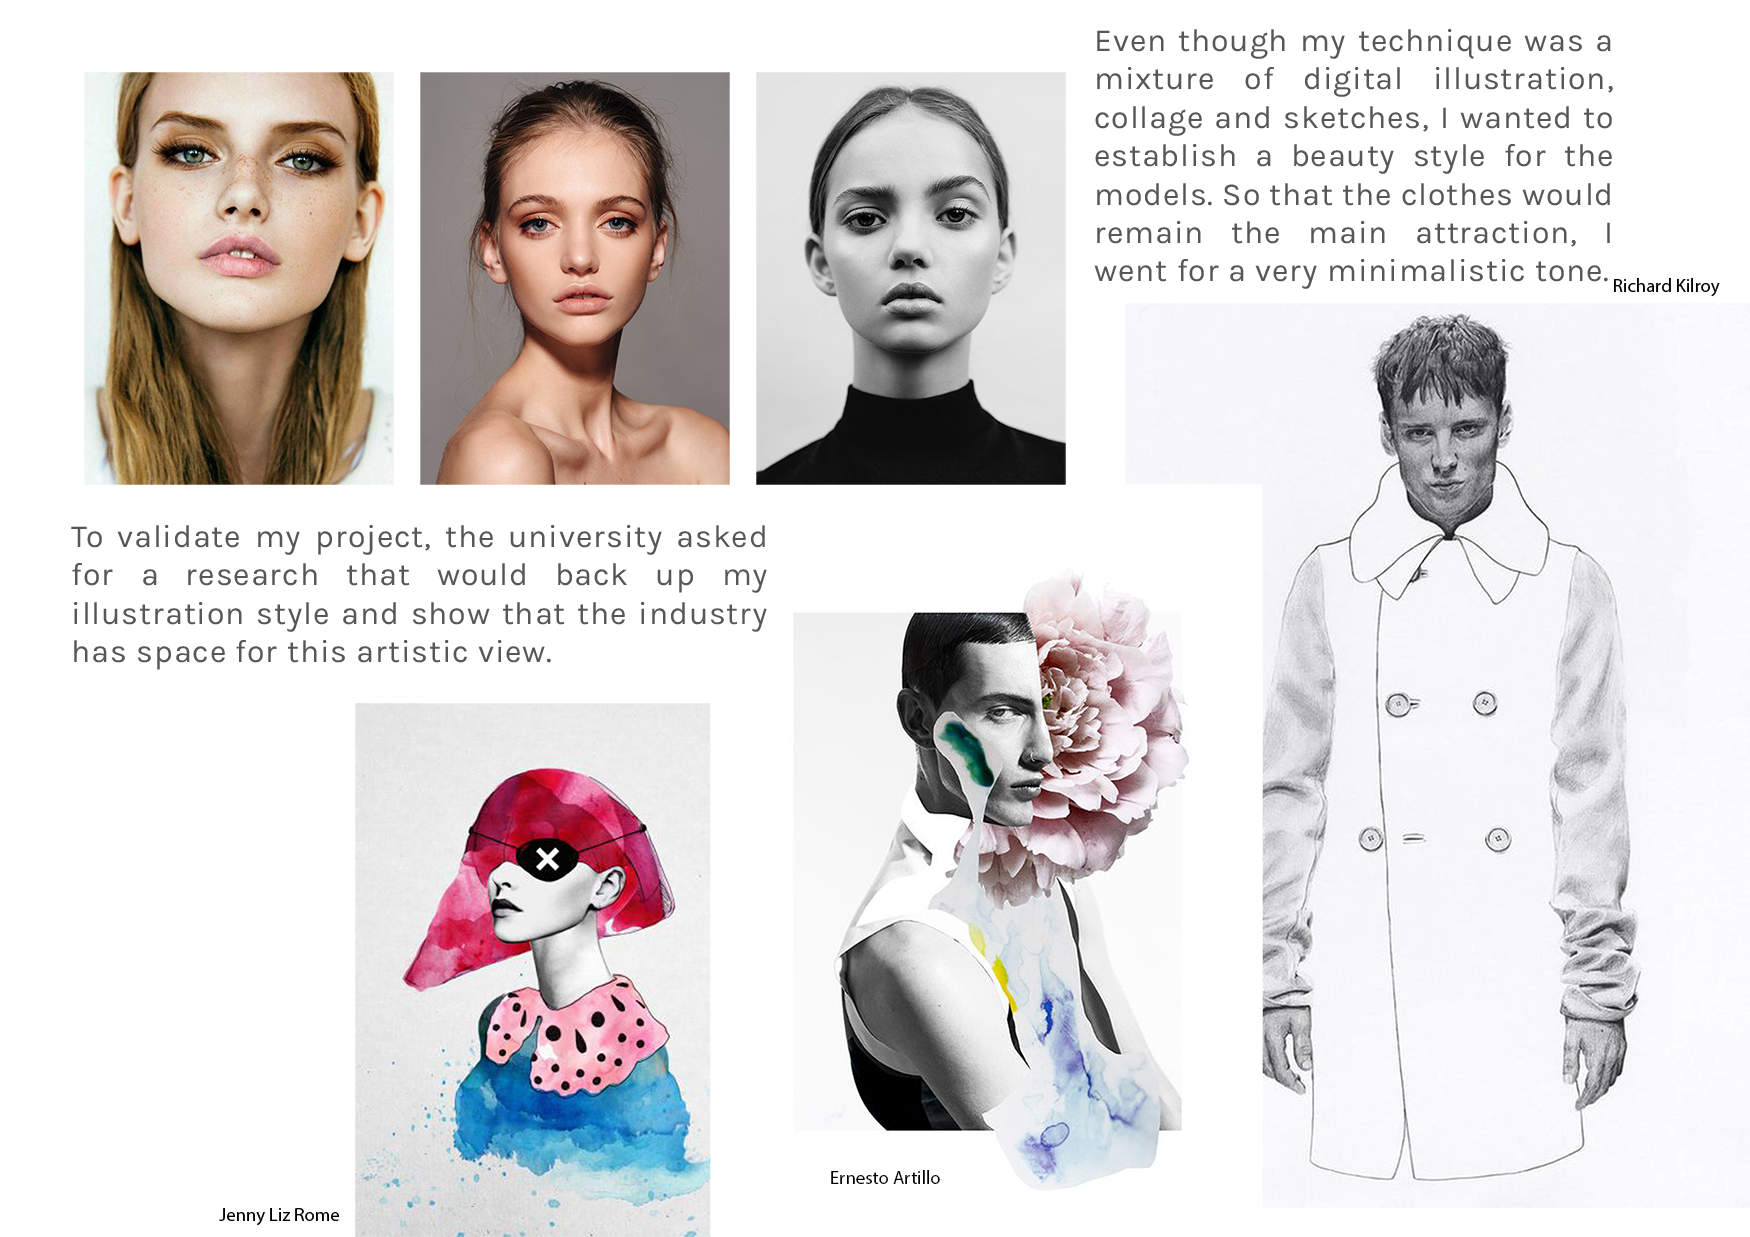 Even though my technique was a
mixture of digital illustration,
collage and sketches, I wanted to
establish a beauty style for the
models. So that the clothes would
remain the main attraction, I
went for a very minimalistic tone.
Richard Kilroy
To validate my project, the university asked
for a research that would back up my
illustration style and show that the industry
has space for this artistic view.
Ernesto Artillo
Jenny Liz Rome